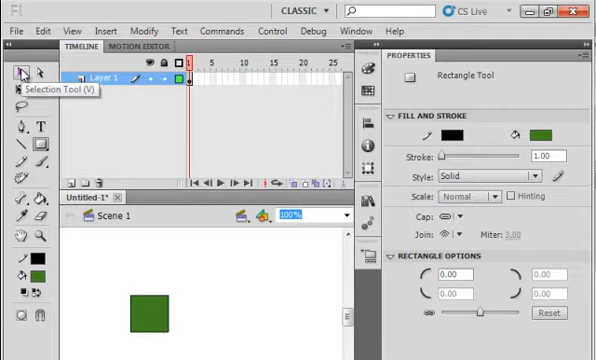 Fl CLASSIC CS Live
File Edit View Insert Modify Text Commands Control Debug Window Help
TIMELINE MOTION EDITOR
1 5 10 15 20 25
Layer 1
Selection Tool (V)
T
Untitled-1*
Scene 1 100%
PROPERTIES
Rectangle Tool
FILL AND STROKE
Stroke: 1.00
Style: Solid
Scale: Normal Hinting
Cap:
Join: Miter: 3.00
RECTANGLE OPTIONS
0.00 0.00
0.00 0.00
Reset